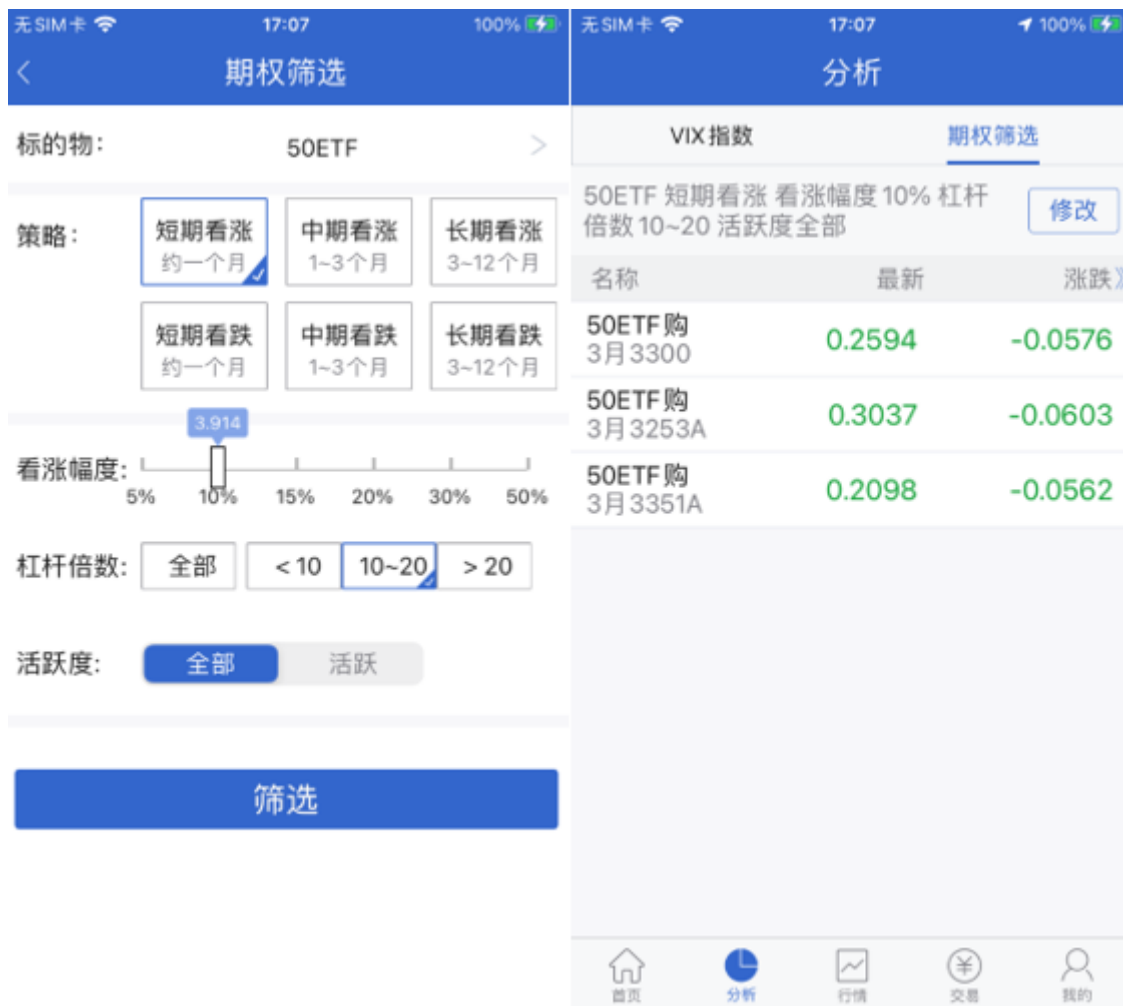 无SIM卡 17:07 100%
期权筛选
标的物: 50ETF >
策略: 短期看涨 中期看涨 长期看涨
约一个月 1~3个月 3~12个月
短期看跌 中期看跌 长期看跌
约一个月 1~3个月 3~12个月
3.914
看涨幅度:
5% 10% 15% 20% 30% 50%
杠杆倍数: 全部 < 10 10~20 > 20
活跃度: 全部 活跃
筛选
无SIM卡 17:07 100%
分析
VIX指数 期权筛选
50ETF 短期看涨 看涨幅度10% 杠杆
倍数10~20 活跃度全部
修改
名称 最新 涨跌
50ETF购 0.2594 -0.0576
3月3300
50ETF购 0.3037 -0.0603
3月3253A
50ETF购 0.2098 -0.0562
3月3351A
首页 分析 行情 交易 我的